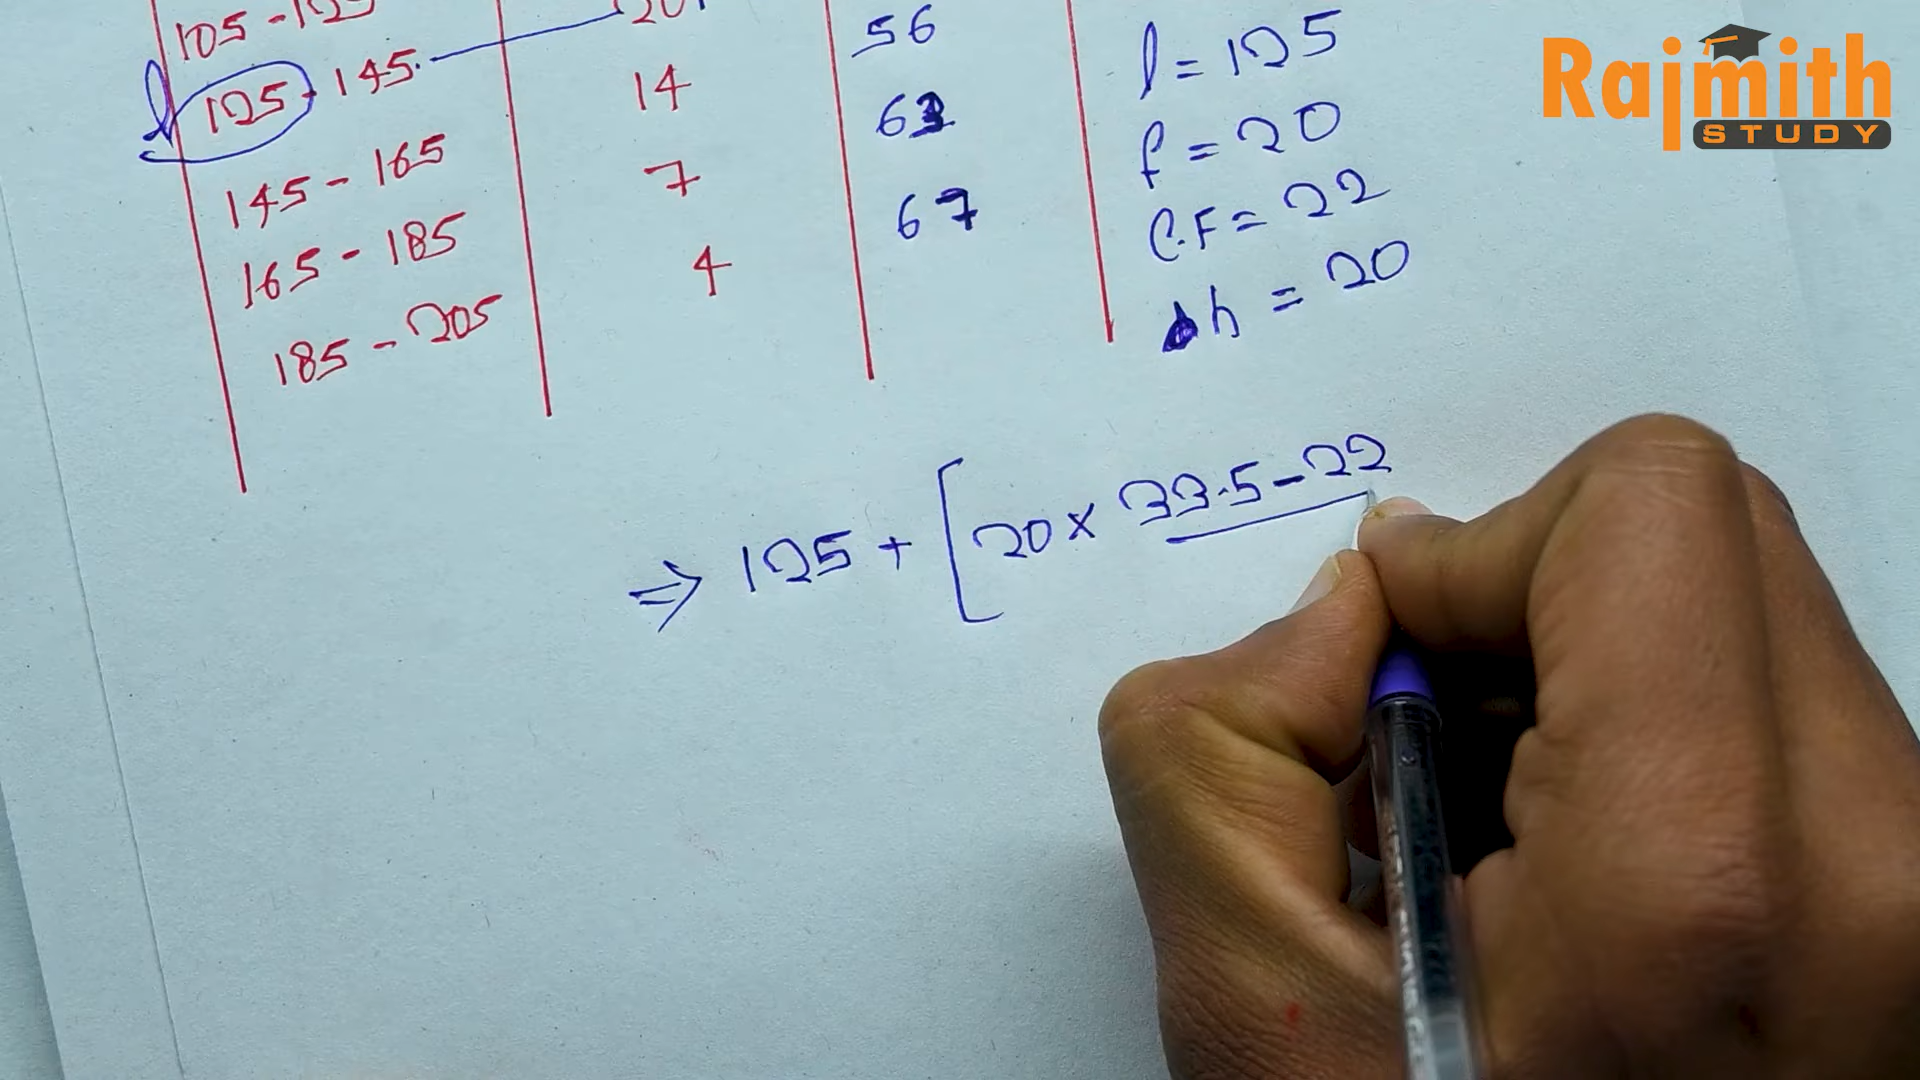 Rajmith
STUDY
105 - 125 20
125 - 145 14 56 l = 125
145 - 165 7 63 f = 20
165 - 185 4 67 C.F = 22
185 - 205 h = 20
⇒ 125 + [ 20 × 33.5 - 22